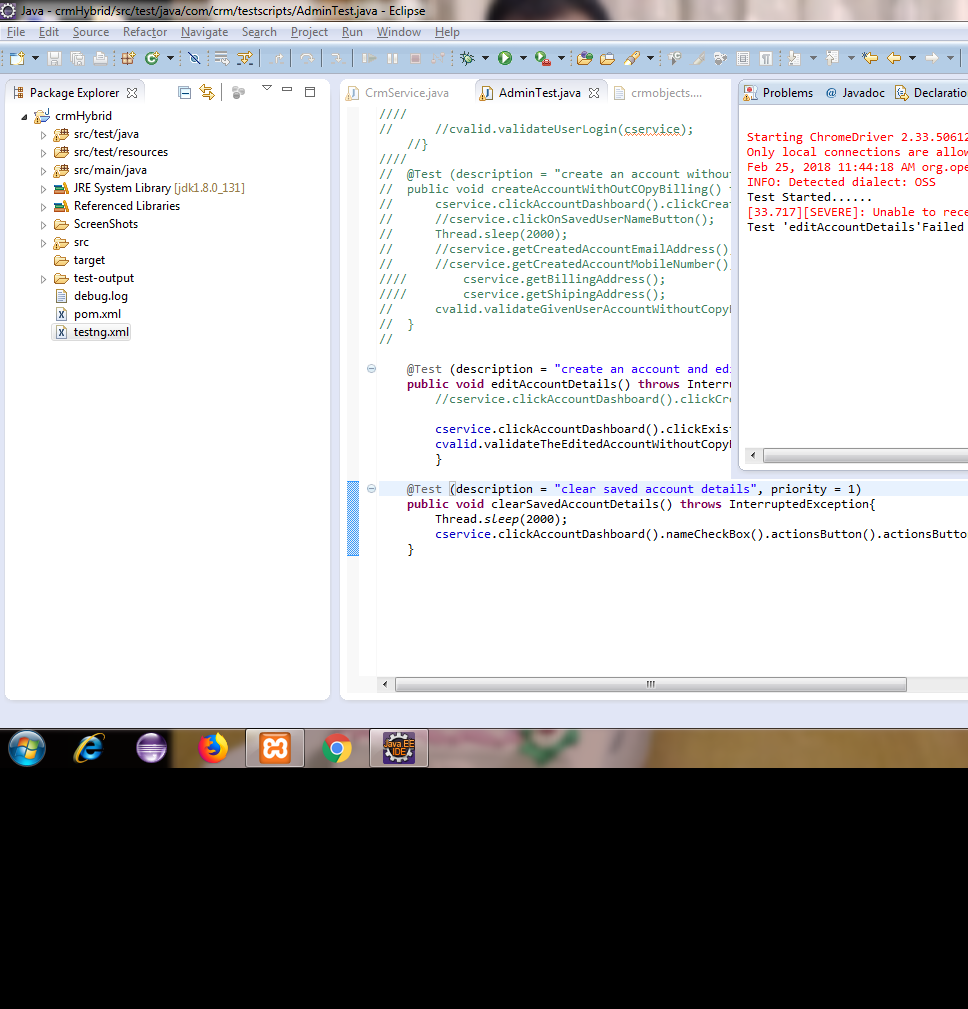 Java - crmHybrid/src/test/java/com/crm/testscripts/AdminTest.java - Eclipse
File Edit Source Refactor Navigate Search Project Run Window Help
Package Explorer
crmHybrid
src/test/java
src/test/resources
src/main/java
JRE System Library [jdk1.8.0_131]
Referenced Libraries
ScreenShots
src
target
test-output
debug.log
pom.xml
testng.xml
CrmService.java AdminTest.java crmobjects....
////
// //cvalid.validateUserLogin(cservice);
//}
////
// @Test (description = "create an account without
// public void createAccountWithOutCOpyBilling()
// cservice.clickAccountDashboard().clickCreat
// //cservice.clickOnSavedUserNameButton();
// Thread.sleep(2000);
// //cservice.getCreatedAccountEmailAddress()
// //cservice.getCreatedAccountMobileNumber()
//// cservice.getBillingAddress();
//// cservice.getShipingAddress();
// cvalid.validateGivenUserAccountWithoutCopy
// }
//
@Test (description = "create an account and edi
public void editAccountDetails() throws Interr
//cservice.clickAccountDashboard().clickCre
cservice.clickAccountDashboard().clickExis
cvalid.validateTheEditedAccountWithoutCopy
}
@Test (description = "clear saved account details", priority = 1)
public void clearSavedAccountDetails() throws InterruptedException{
Thread.sleep(2000);
cservice.clickAccountDashboard().nameCheckBox().actionsButton().actionsButto
}
Problems @ Javadoc Declaratio
Starting ChromeDriver 2.33.50612
Only local connections are allow
Feb 25, 2018 11:44:18 AM org.ope
INFO: Detected dialect: OSS
Test Started......
[33.717][SEVERE]: Unable to rece
Test 'editAccountDetails'Failed
Java EE
IDE